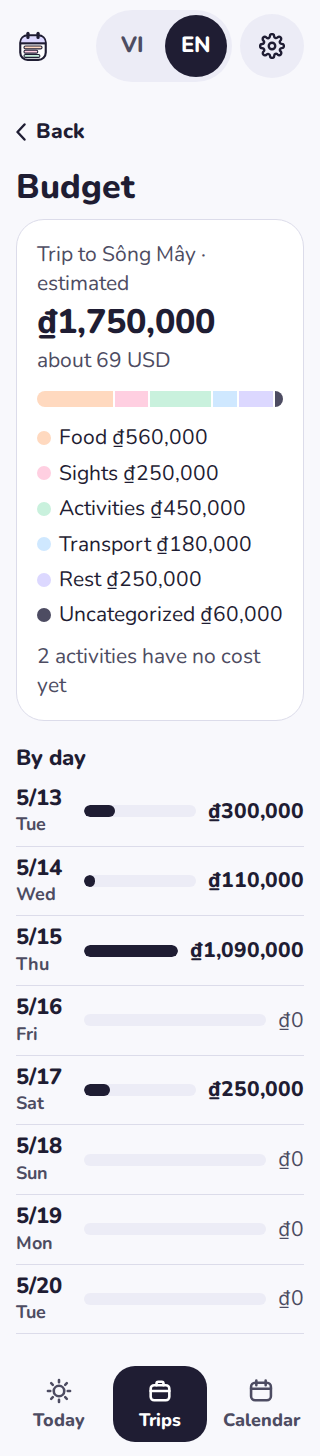 VI
EN
Back
Budget
Trip to Sông Mây ·
estimated
₫1,750,000
about 69 USD
Food ₫560,000
Sights ₫250,000
Activities ₫450,000
Transport ₫180,000
Rest ₫250,000
Uncategorized ₫60,000
2 activities have no cost
yet
By day
5/13
Tue
₫300,000
5/14
Wed
₫110,000
5/15
Thu
₫1,090,000
5/16
Fri
₫0
5/17
Sat
₫250,000
5/18
Sun
₫0
5/19
Mon
₫0
5/20
Tue
₫0
Today
Trips
Calendar